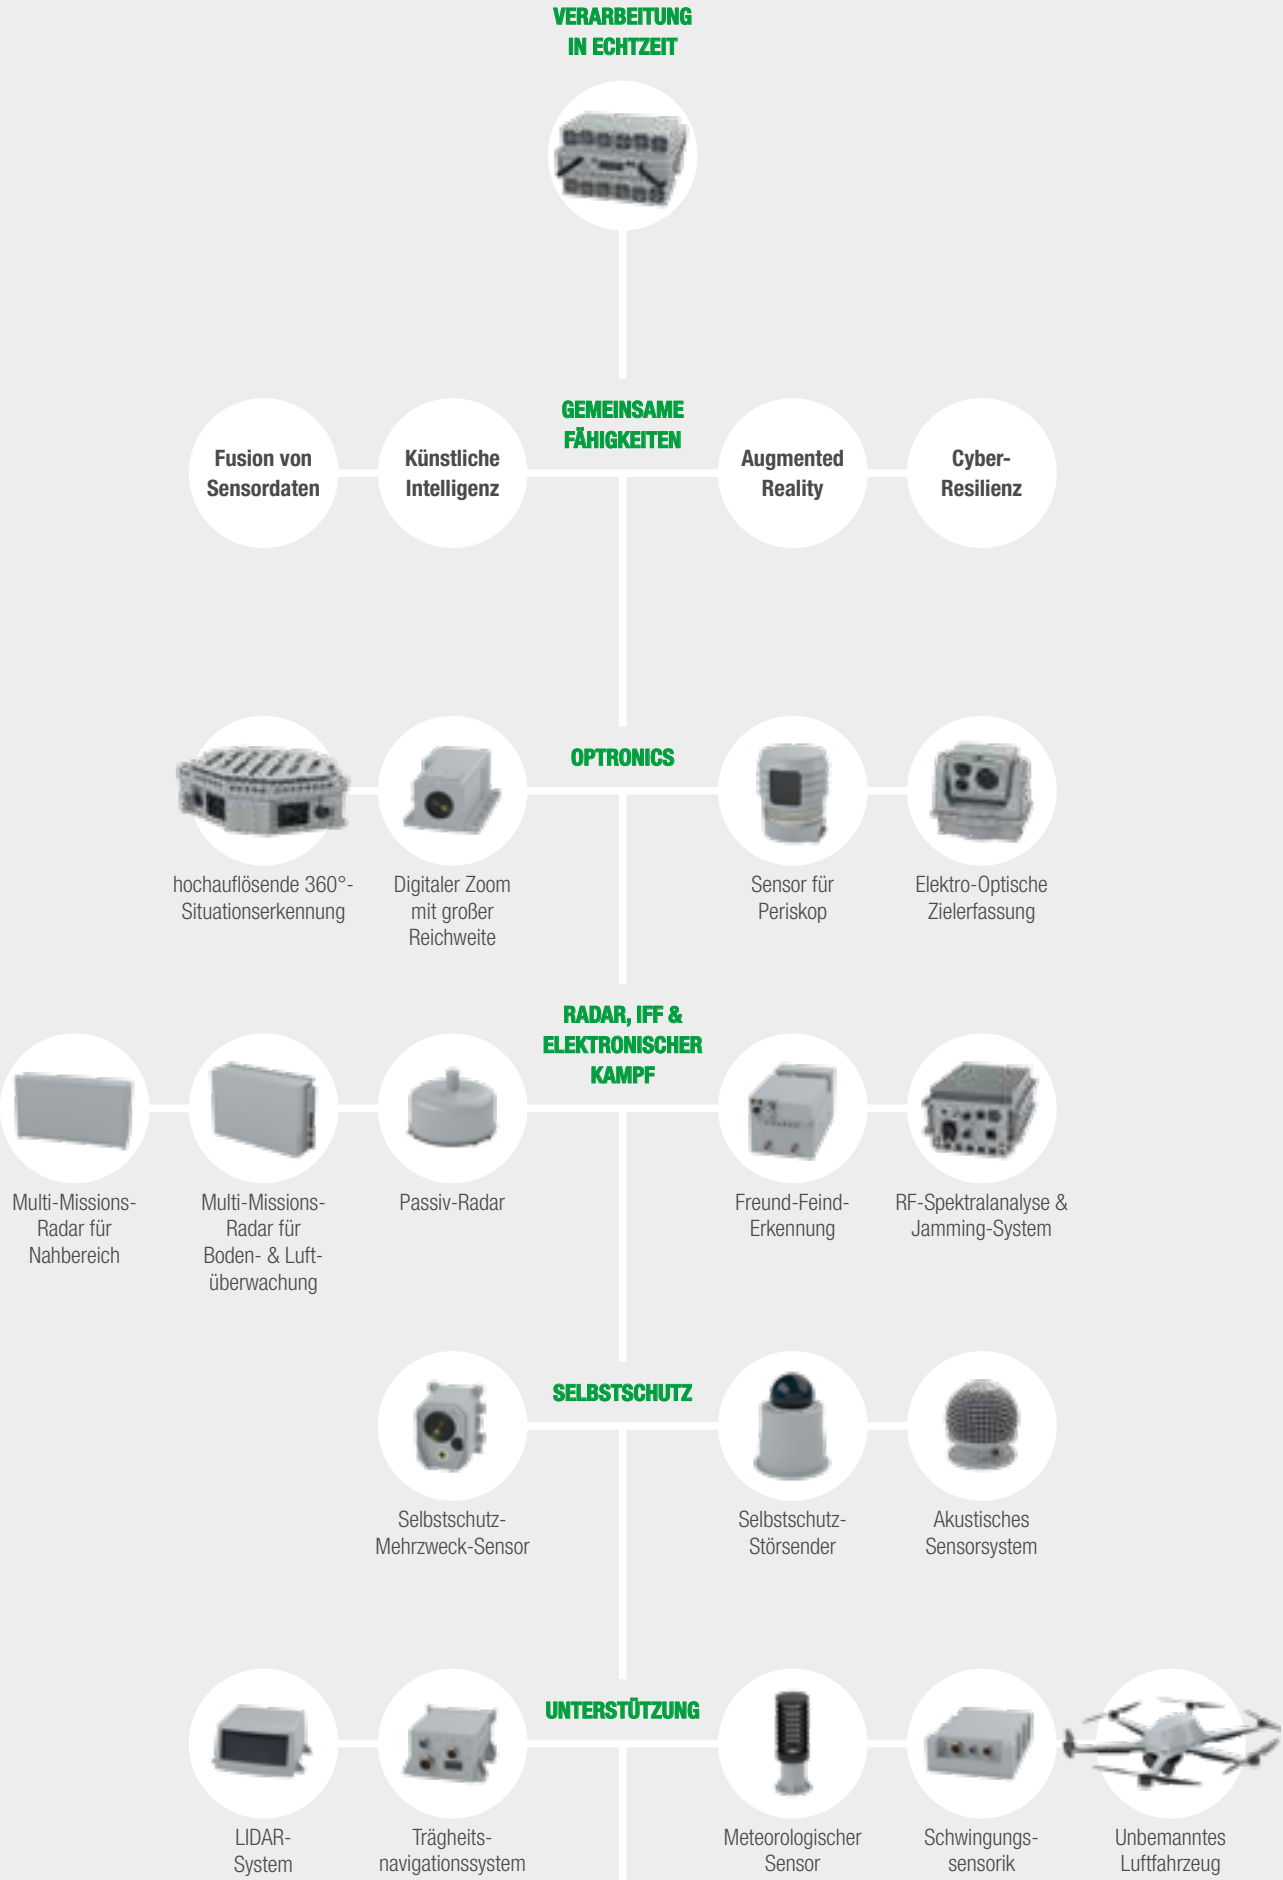 VERARBEITUNG
IN ECHTZEIT
GEMEINSAME
FÄHIGKEITEN
Fusion von
Sensordaten
Künstliche
Intelligenz
Augmented
Reality
Cyber-
Resilienz
OPTRONICS
hochauflösende 360°-
Situationserkennung
Digitaler Zoom
mit großer
Reichweite
Sensor für
Periskop
Elektro-Optische
Zielerfassung
RADAR, IFF &
ELEKTRONISCHER
KAMPF
Multi-Missions-
Radar für
Nahbereich
Multi-Missions-
Radar für
Boden- & Luft-
überwachung
Passiv-Radar
Freund-Feind-
Erkennung
RF-Spektralanalyse &
Jamming-System
SELBSTSCHUTZ
Selbstschutz-
Mehrzweck-Sensor
Selbstschutz-
Störsender
Akustisches
Sensorsystem
UNTERSTÜTZUNG
LIDAR-
System
Trägheits-
navigationssystem
Meteorologischer
Sensor
Schwingungs-
sensorik
Unbemanntes
Luftfahrzeug